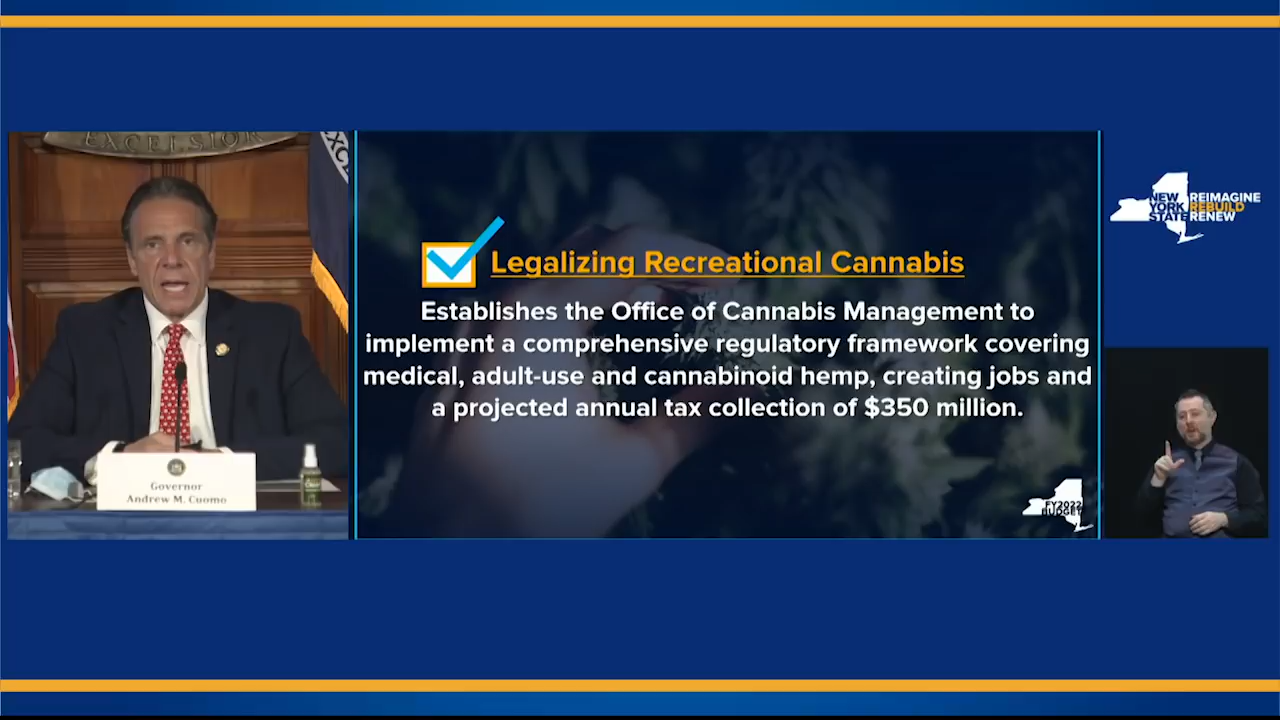 EXCELSIOR
EXC
Governor
Andrew M. Cuomo
Legalizing Recreational Cannabis
Establishes the Office of Cannabis Management to
implement a comprehensive regulatory framework covering
medical, adult-use and cannabinoid hemp, creating jobs and
a projected annual tax collection of $350 million.
FY2022
BUDGET
NEW
YORK
STATE
REIMAGINE
REBUILD
RENEW